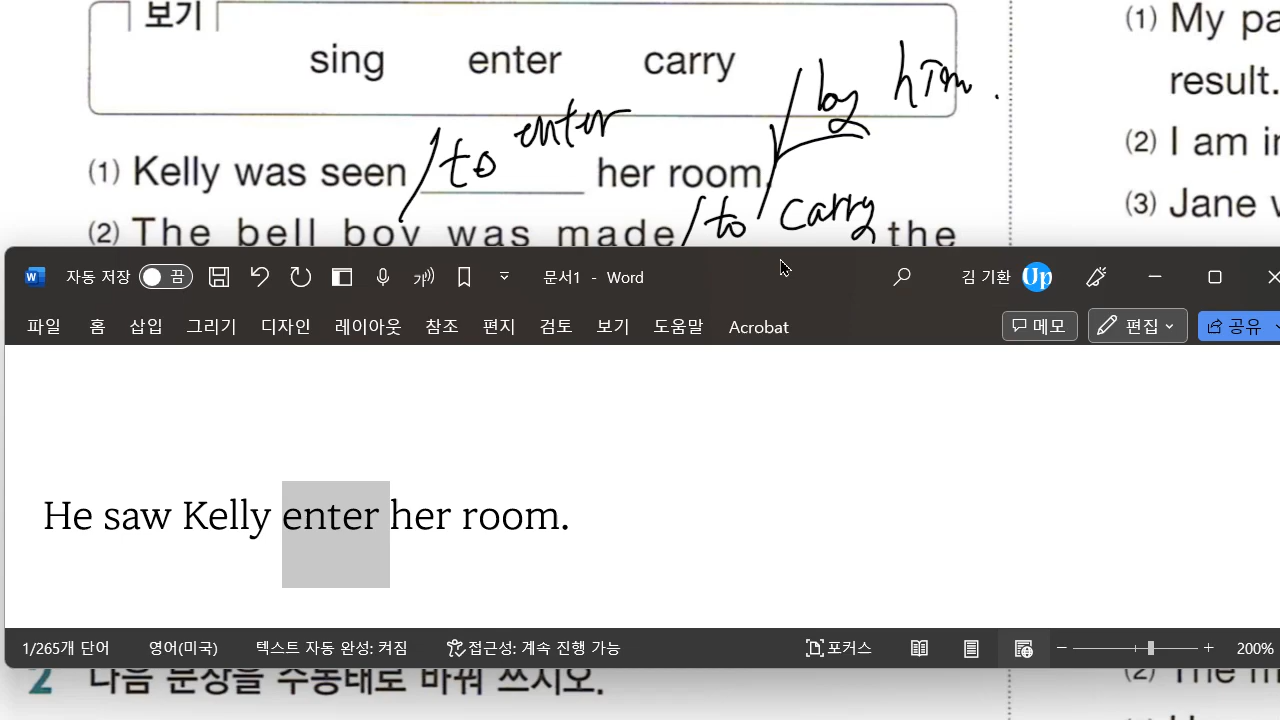 보기
sing enter carry
by him.
(1) Kelly was seen / to enter her room.
(2) The bell boy was made / to carry the
(1) My pa
result.
(2) I am in
(3) Jane w
자동 저장 끔 가)) 문서1 - Word 김 기환 Up
파일 홈 삽입 그리기 디자인 레이아웃 참조 편지 검토 보기 도움말 Acrobat 메모 편집 공유
He saw Kelly enter her room.
1/265개 단어 영어(미국) 텍스트 자동 완성: 켜짐 접근성: 계속 진행 가능 포커스 200%
2 다음 문장을 수동태로 바꿔 쓰시오.
(2) The m